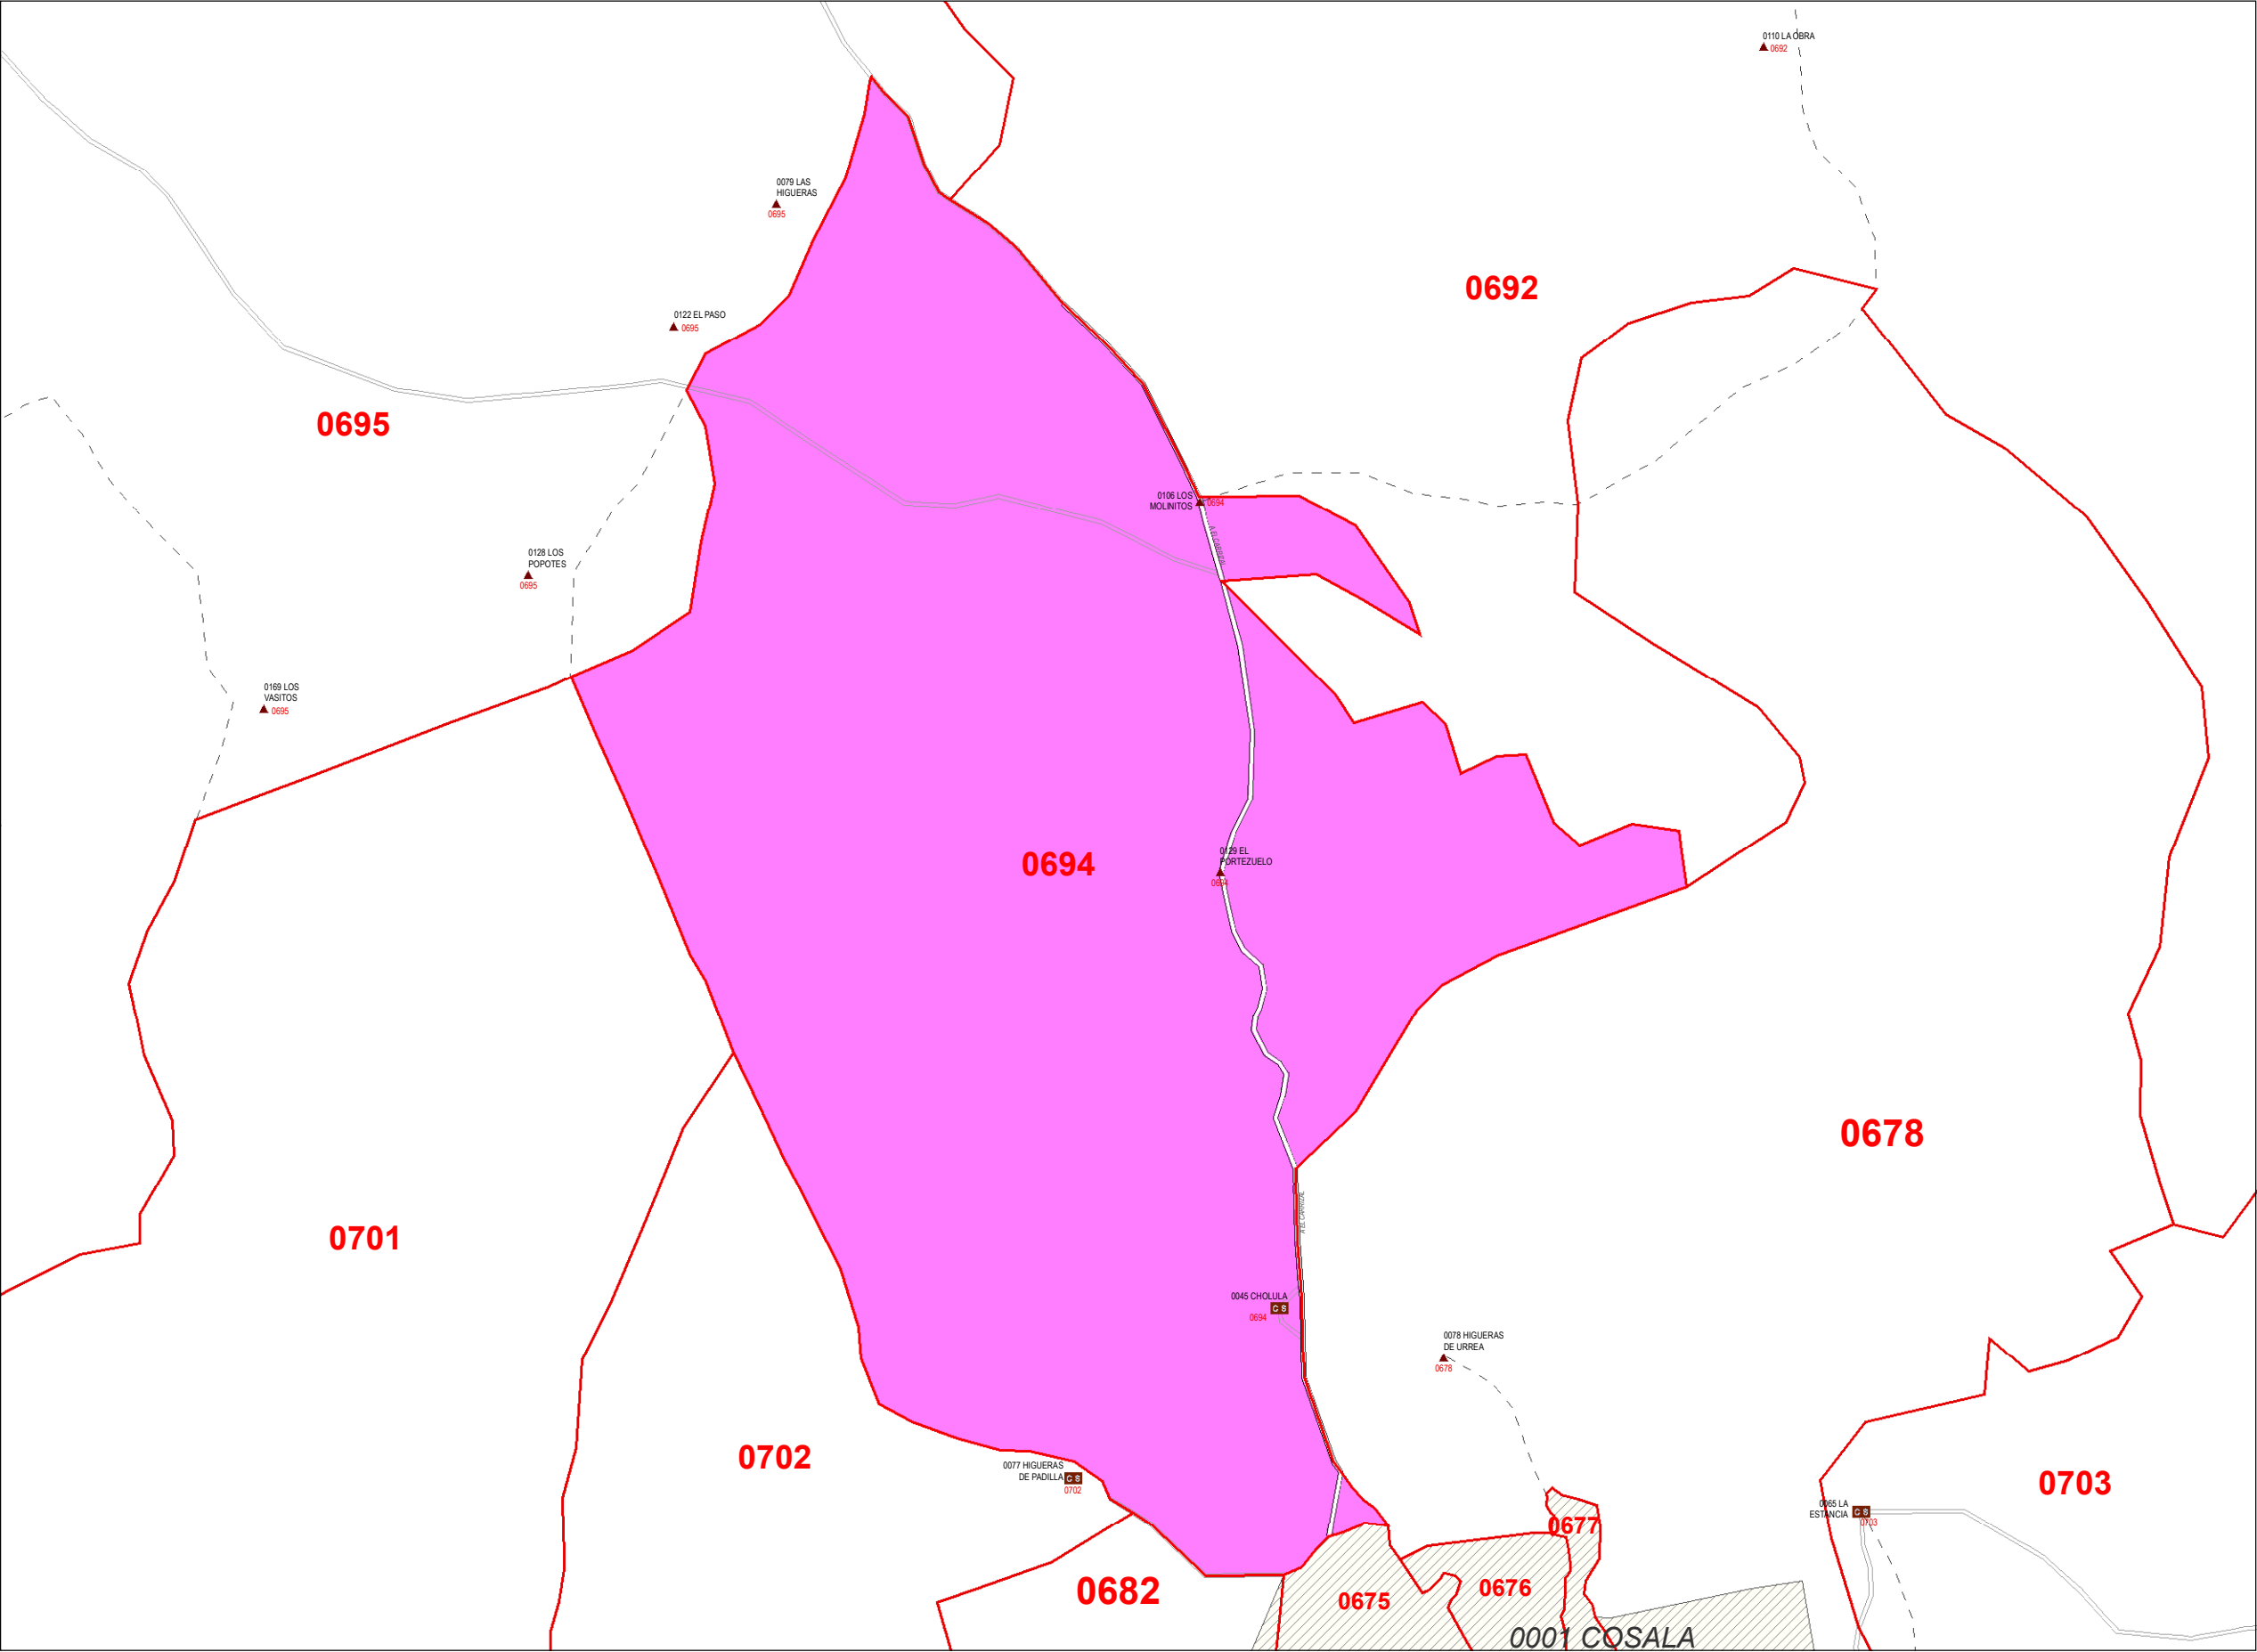 0110 LA OBRA
0692
0079 LAS
HIGUERAS
0695
0692
0122 EL PASO
0695
0695
0106 LOS
MOLINITOS
0694
0128 LOS
POPOTES
0695
0169 LOS
VASITOS
0695
0694
0129 EL
PORTEZUELO
0694
0678
A EL CARRIZAL
0701
0045 CHOLULA
C S
0694
0078 HIGUERAS
DE URREA
0678
0702
0077 HIGUERAS
DE PADILLA
C S
0702
0703
0065 LA
ESTANCIA
C S
0703
0677
0682
0675
0676
0001 COSALA